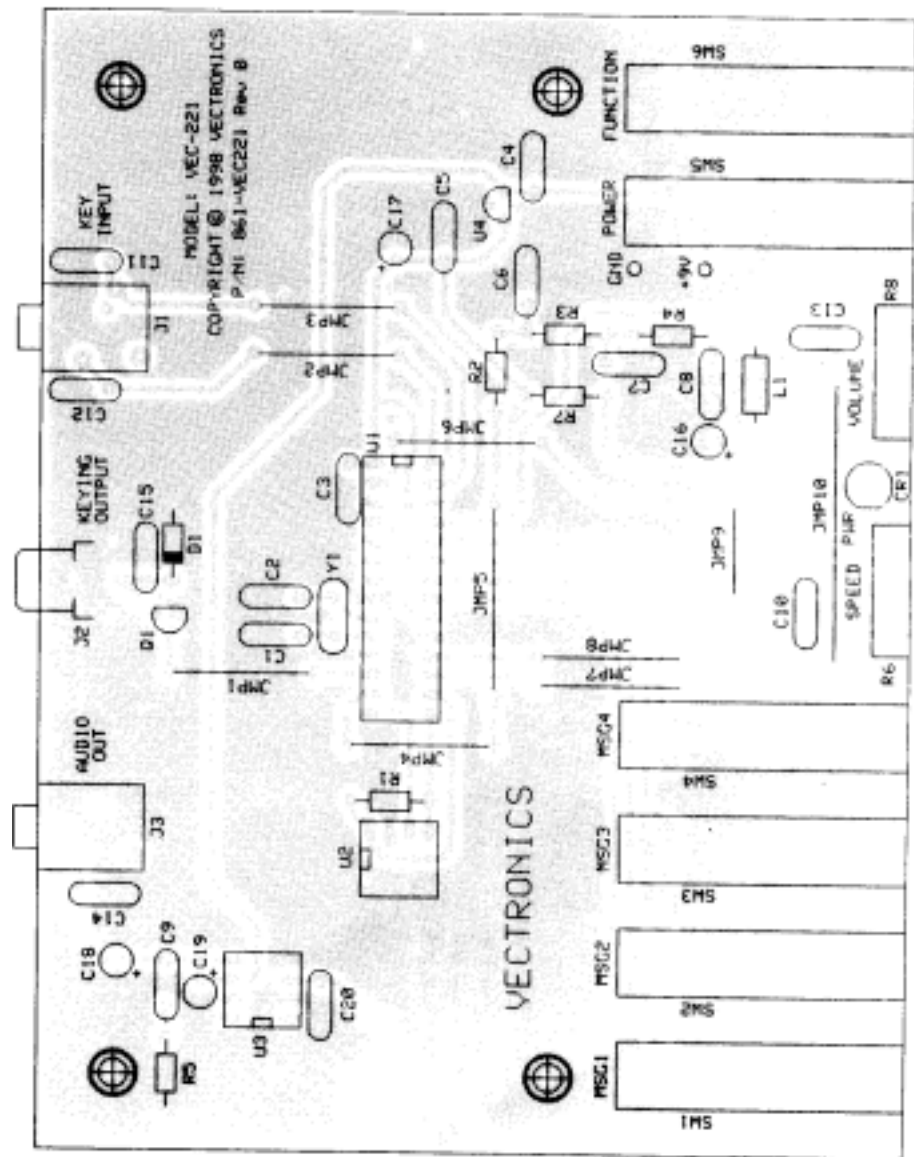 MODEL: VEC-221
COPYRIGHT © 1998 VECTRONICS
P/N: 861-VEC221 Rev B
KEY
INPUT
C11
J1
C12
KEYING
OUTPUT
J2
C15
D1
Q1
AUDIO
OUT
J3
C14
C18
C9
C19
R5
U3
C20
C1
C2
Y1
C3
U1
JMP1
JMP2
JMP3
JMP4
JMP5
JMP6
JMP7
JMP8
JMP9
JMP10
C17
C5
U4
C4
C6
R2
R3
R7
R4
C7
C8
C16
L1
C13
GND
+9V
R1
U2
VECTRONICS
FUNCTION
SW6
POWER
SW5
R8
VOLUME
CR1
PWR
SPEED
R6
C10
MSG4
SW4
MSG3
SW3
MSG2
SW2
MSG1
SW1